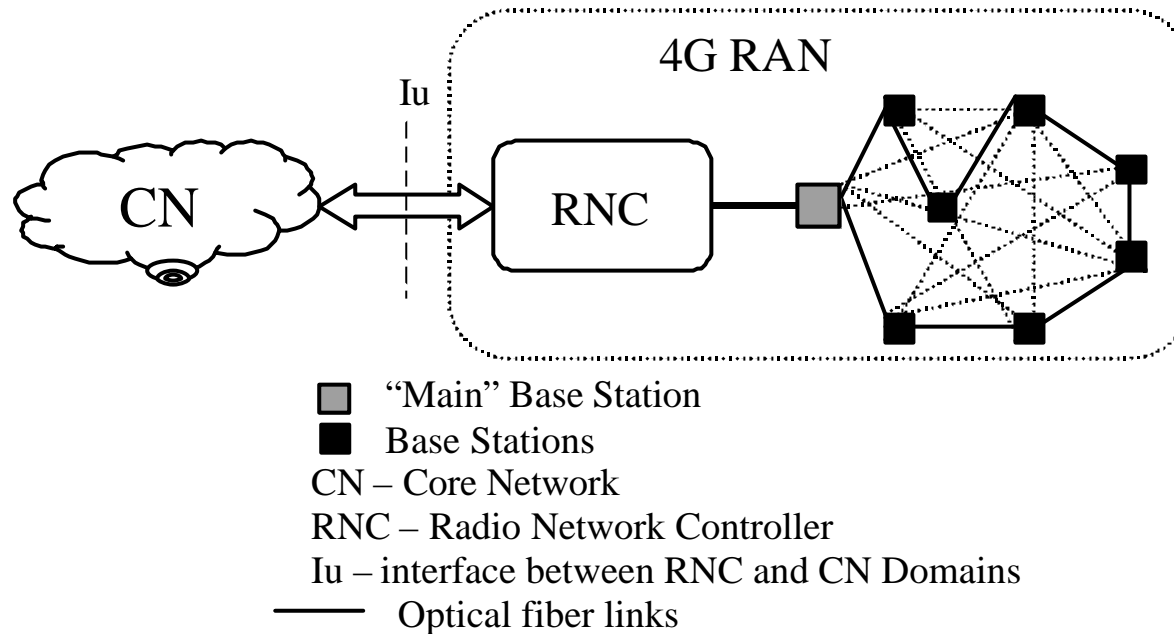 4G RAN
Iu
CN
RNC
“Main” Base Station
Base Stations
CN – Core Network
RNC – Radio Network Controller
Iu – interface between RNC and CN Domains
Optical fiber links